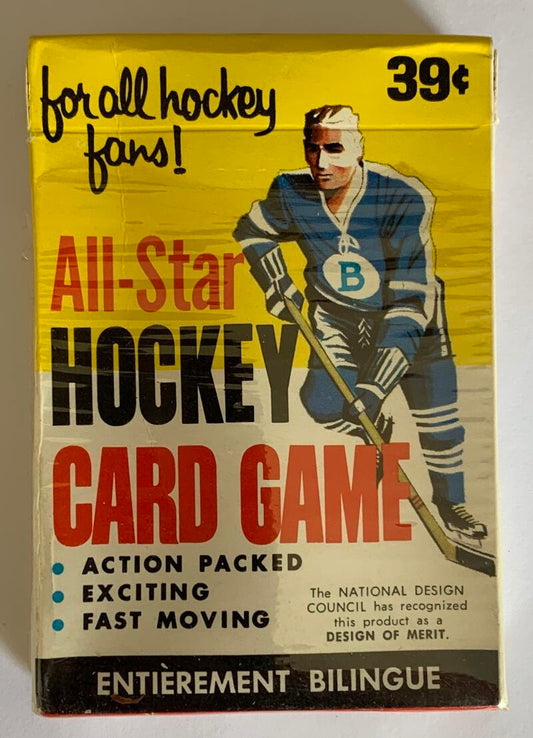 for all hockey
fans!
39¢
B
All-Star
HOCKEY
CARD GAME
• ACTION PACKED
• EXCITING
• FAST MOVING
The NATIONAL DESIGN
COUNCIL has recognized
this product as a
DESIGN OF MERIT.
ENTIÈREMENT BILINGUE